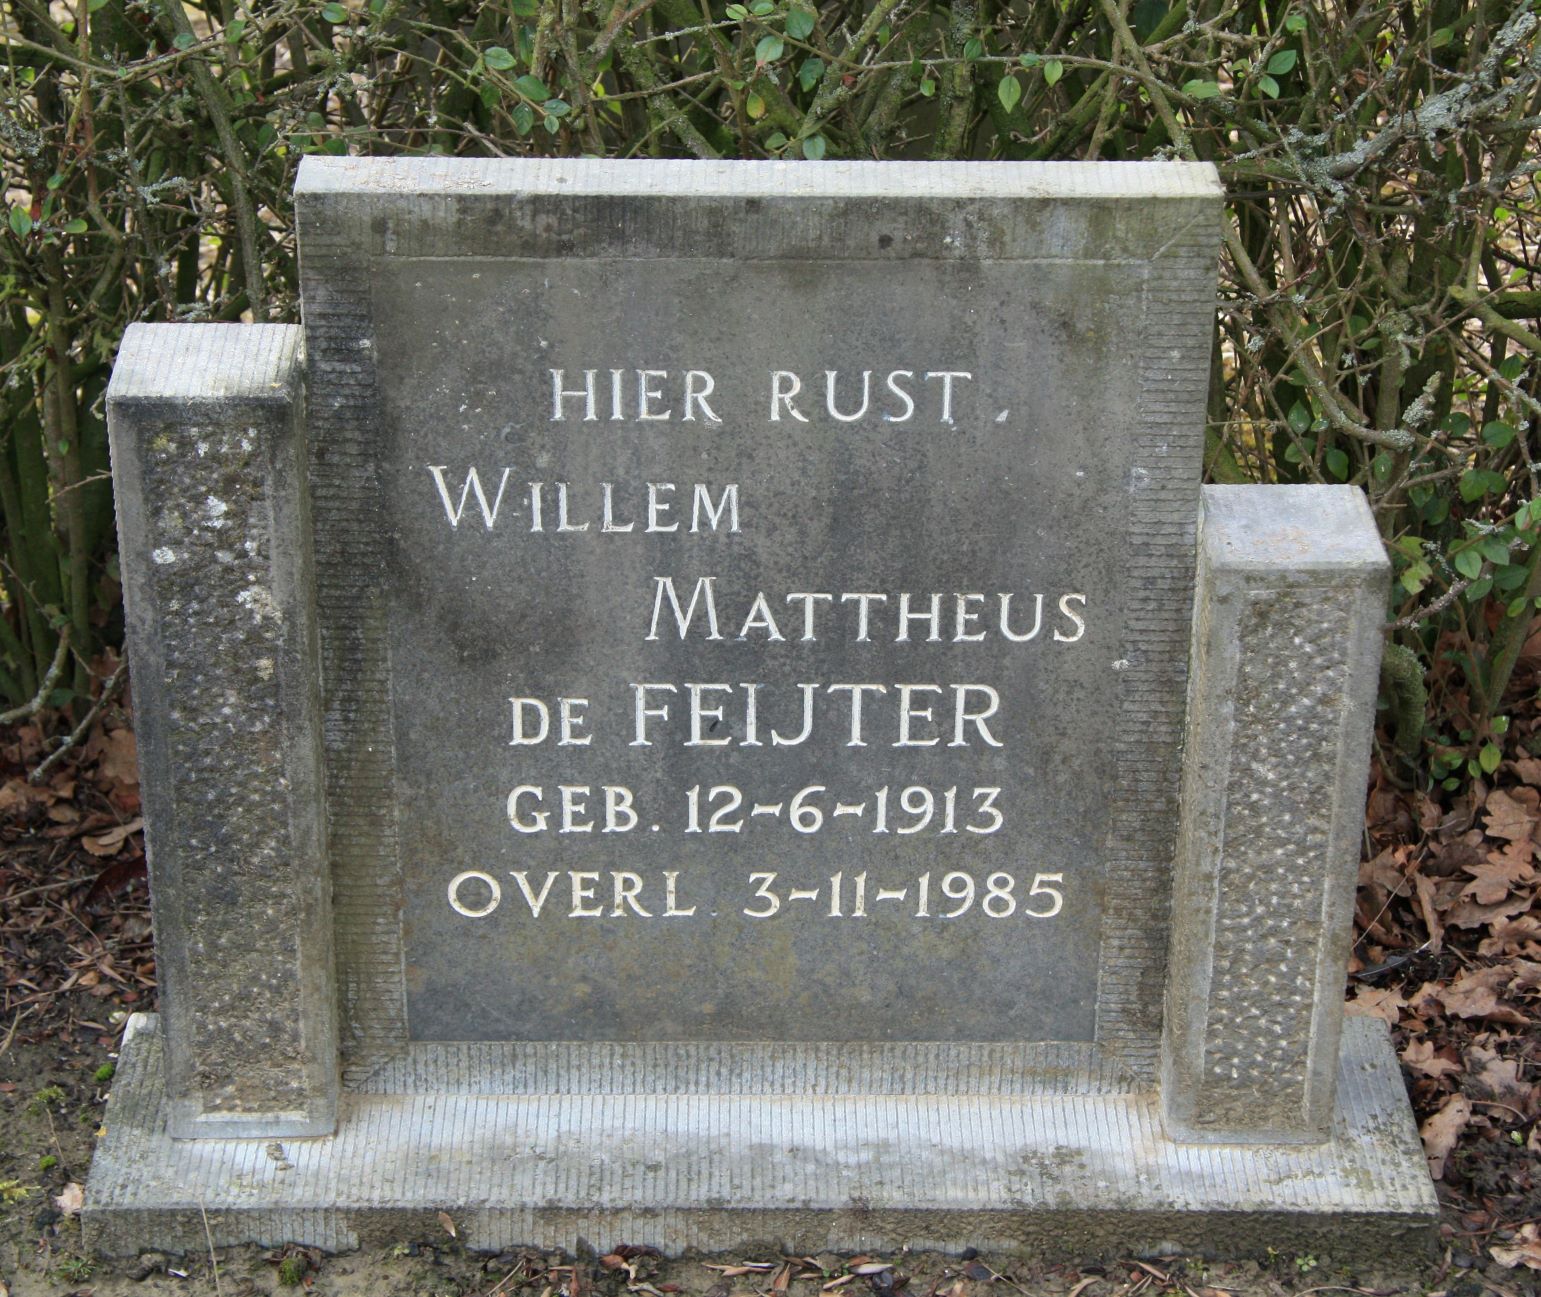 HIER RUST.
WILLEM
MATTHEUS
DE FEIJTER
GEB. 12-6-1913
OVERL. 3-11-1985